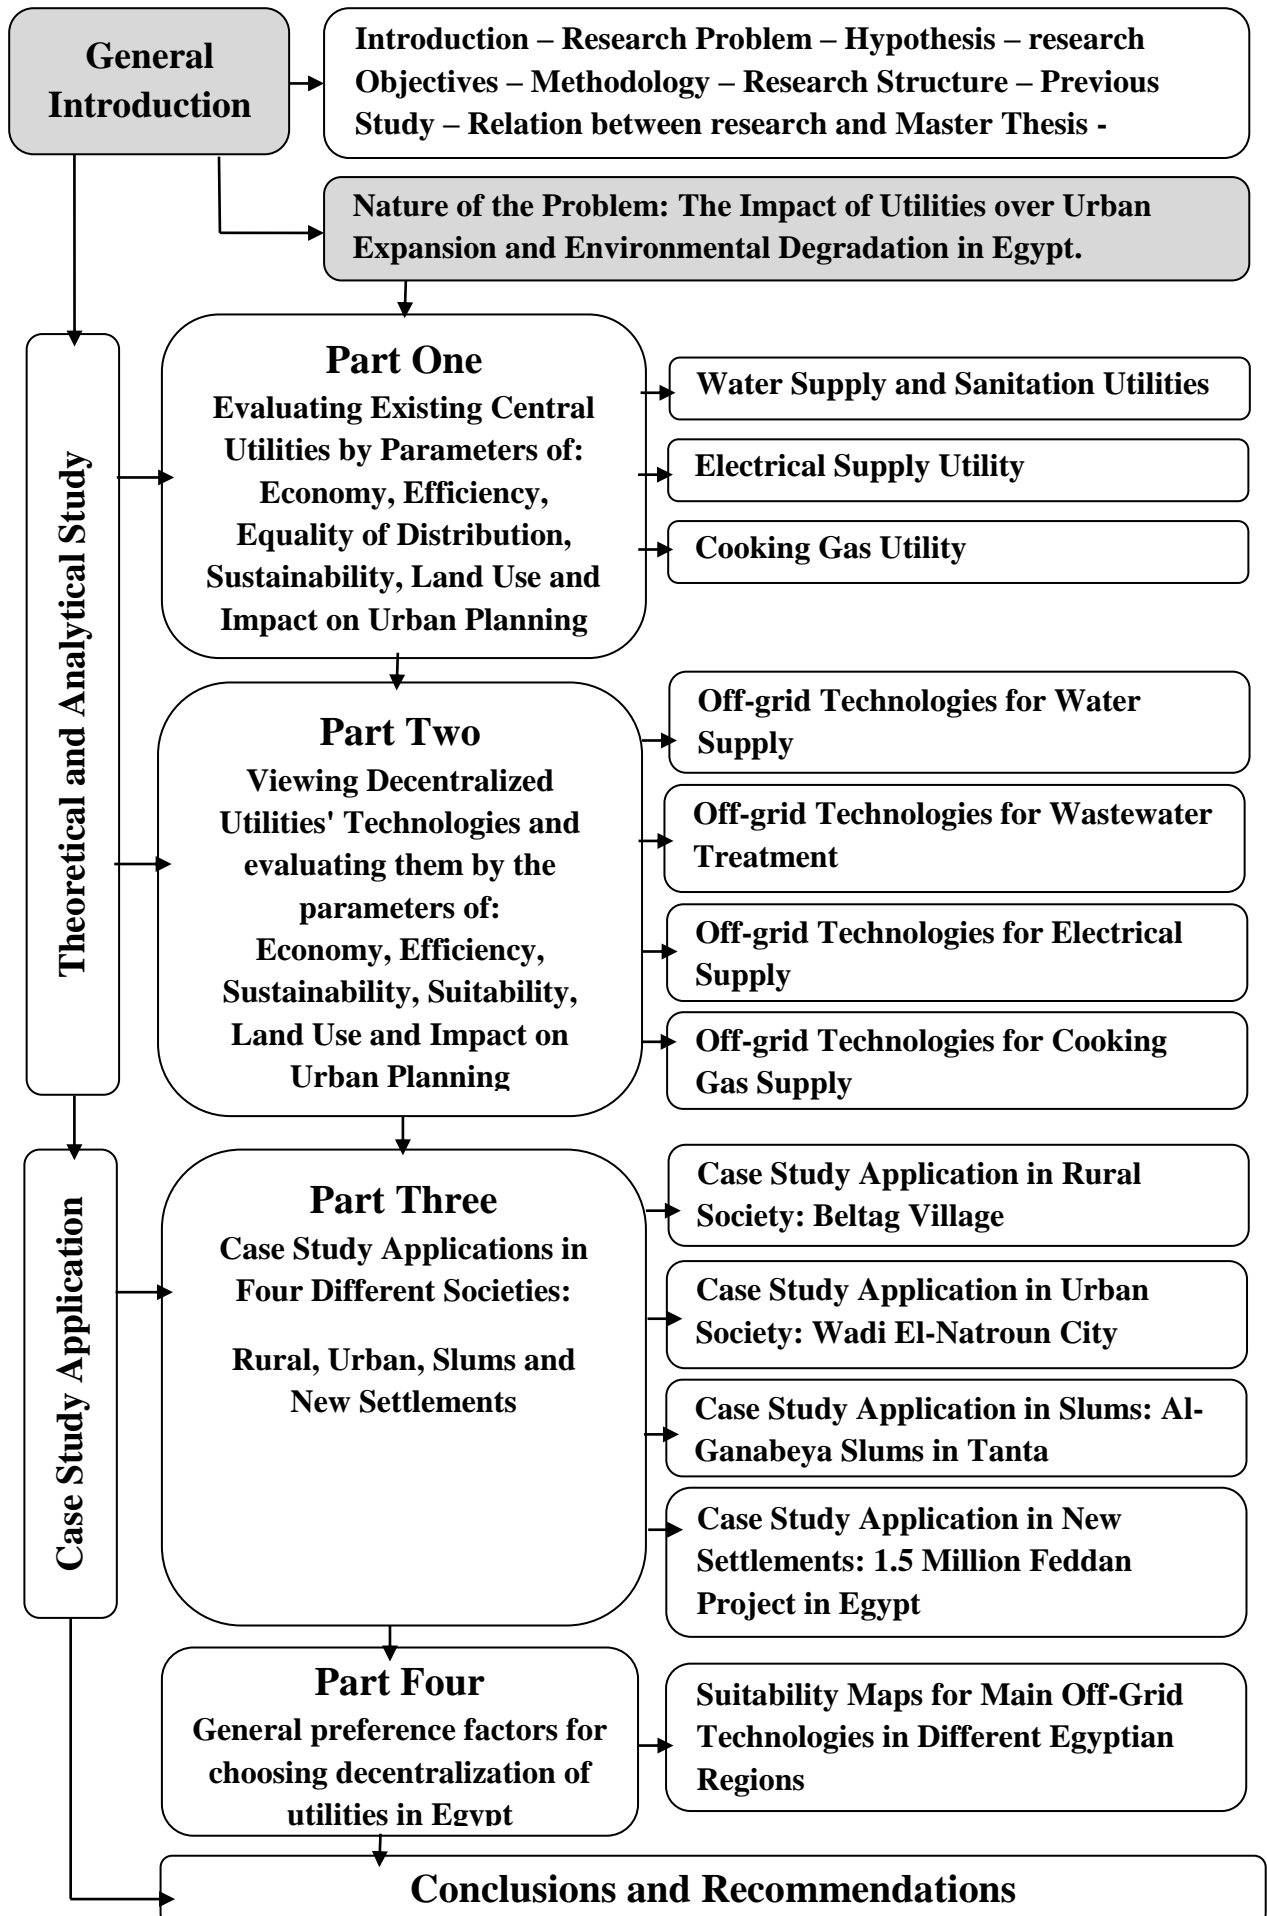 General
Introduction
Introduction – Research Problem – Hypothesis – research
Objectives – Methodology – Research Structure – Previous
Study – Relation between research and Master Thesis -
Nature of the Problem: The Impact of Utilities over Urban
Expansion and Environmental Degradation in Egypt.
Theoretical and Analytical Study
Part One
Evaluating Existing Central
Utilities by Parameters of:
Economy, Efficiency,
Equality of Distribution,
Sustainability, Land Use and
Impact on Urban Planning
Water Supply and Sanitation Utilities
Electrical Supply Utility
Cooking Gas Utility
Part Two
Viewing Decentralized
Utilities' Technologies and
evaluating them by the
parameters of:
Economy, Efficiency,
Sustainability, Suitability,
Land Use and Impact on
Urban Planning
Off-grid Technologies for Water
Supply
Off-grid Technologies for Wastewater
Treatment
Off-grid Technologies for Electrical
Supply
Off-grid Technologies for Cooking
Gas Supply
Case Study Application
Part Three
Case Study Applications in
Four Different Societies:
Rural, Urban, Slums and
New Settlements
Case Study Application in Rural
Society: Beltag Village
Case Study Application in Urban
Society: Wadi El-Natroun City
Case Study Application in Slums: Al-
Ganabeya Slums in Tanta
Case Study Application in New
Settlements: 1.5 Million Feddan
Project in Egypt
Part Four
General preference factors for
choosing decentralization of
utilities in Egypt
Suitability Maps for Main Off-Grid
Technologies in Different Egyptian
Regions
Conclusions and Recommendations